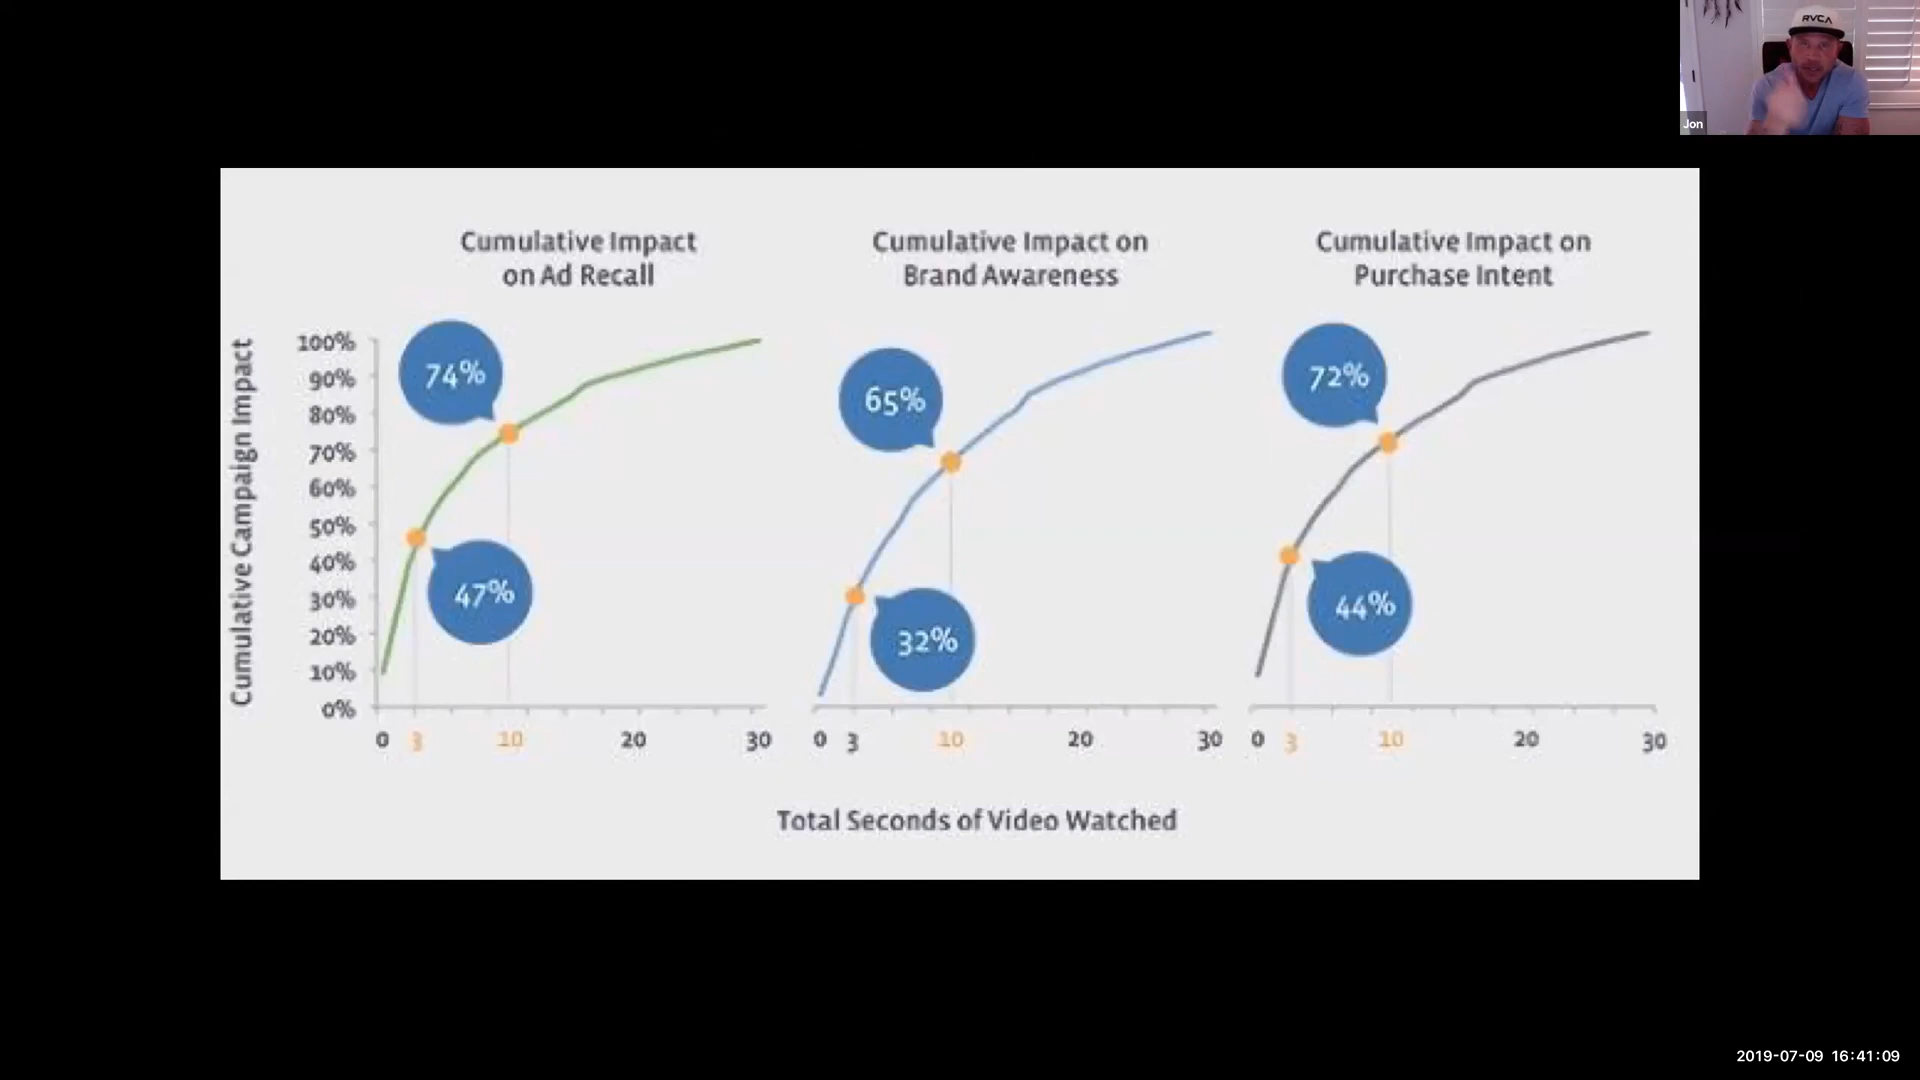 RVCA
Jon
Cumulative Impact
on Ad Recall
Cumulative Impact on
Brand Awareness
Cumulative Impact on
Purchase Intent
Cumulative Campaign Impact
100%
90%
80%
70%
60%
50%
40%
30%
20%
10%
0%
74%
47%
65%
32%
72%
44%
0 3 10 20 30
0 3 10 20 30
0 3 10 20 30
Total Seconds of Video Watched
2019-07-09 16:41:09